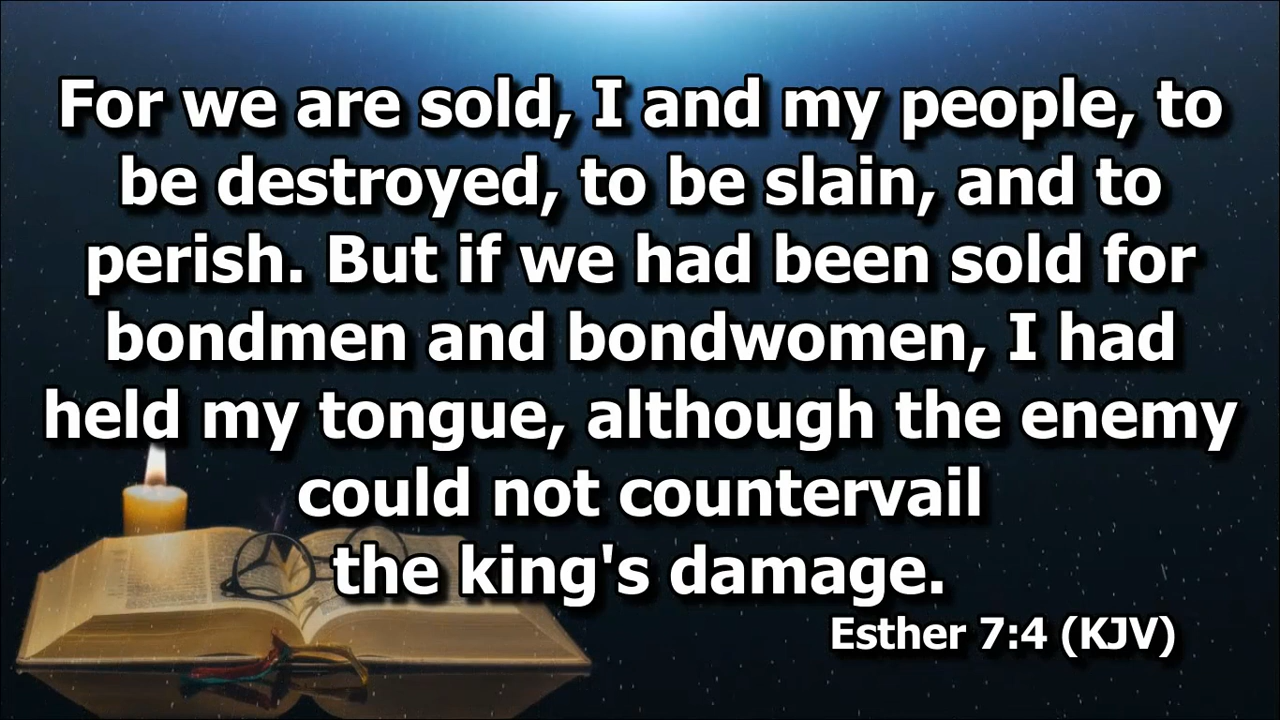 For we are sold, I and my people, to
be destroyed, to be slain, and to
perish. But if we had been sold for
bondmen and bondwomen, I had
held my tongue, although the enemy
could not countervail
the king's damage.
Esther 7:4 (KJV)